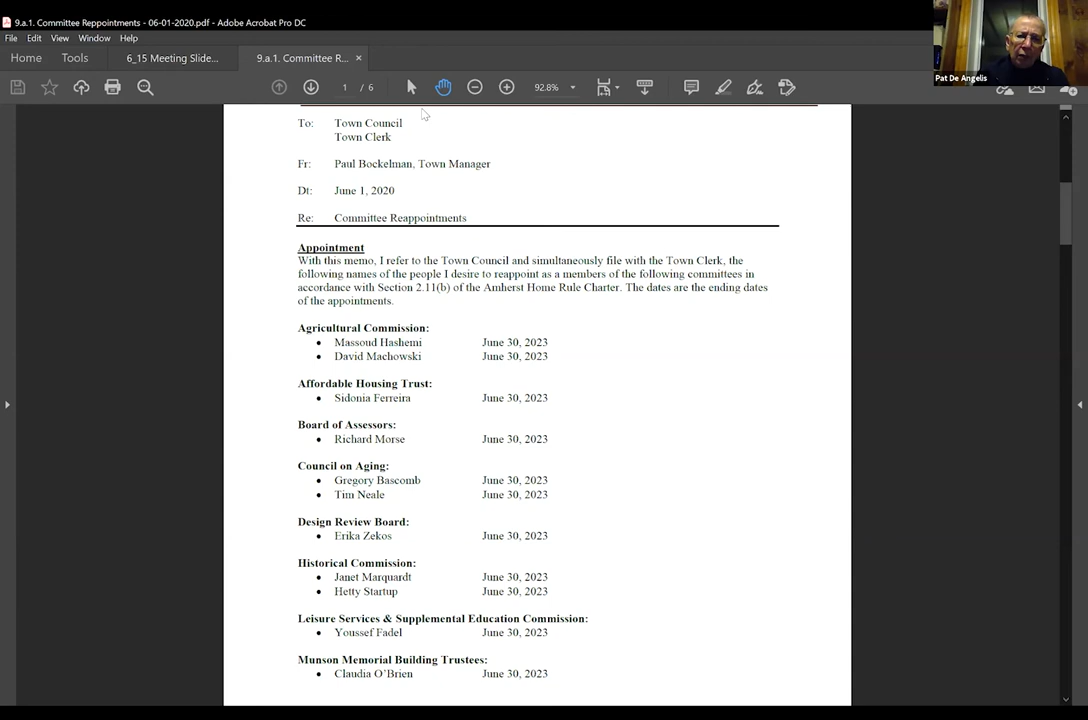 9.a.1. Committee Reppointments - 06-01-2020.pdf - Adobe Acrobat Pro DC
File Edit View Window Help
Home Tools 6_15 Meeting Slide... 9.a.1. Committee R... ×
1 / 6 92.8%
Pat De Angelis
To: Town Council
Town Clerk
Fr: Paul Bockelman, Town Manager
Dt: June 1, 2020
Re: Committee Reappointments
Appointment
With this memo, I refer to the Town Council and simultaneously file with the Town Clerk, the
following names of the people I desire to reappoint as a members of the following committees in
accordance with Section 2.11(b) of the Amherst Home Rule Charter. The dates are the ending dates
of the appointments.
Agricultural Commission:
• Massoud Hashemi June 30, 2023
• David Machowski June 30, 2023
Affordable Housing Trust:
• Sidonia Ferreira June 30, 2023
Board of Assessors:
• Richard Morse June 30, 2023
Council on Aging:
• Gregory Bascomb June 30, 2023
• Tim Neale June 30, 2023
Design Review Board:
• Erika Zekos June 30, 2023
Historical Commission:
• Janet Marquardt June 30, 2023
• Hetty Startup June 30, 2023
Leisure Services & Supplemental Education Commission:
• Youssef Fadel June 30, 2023
Munson Memorial Building Trustees:
• Claudia O'Brien June 30, 2023